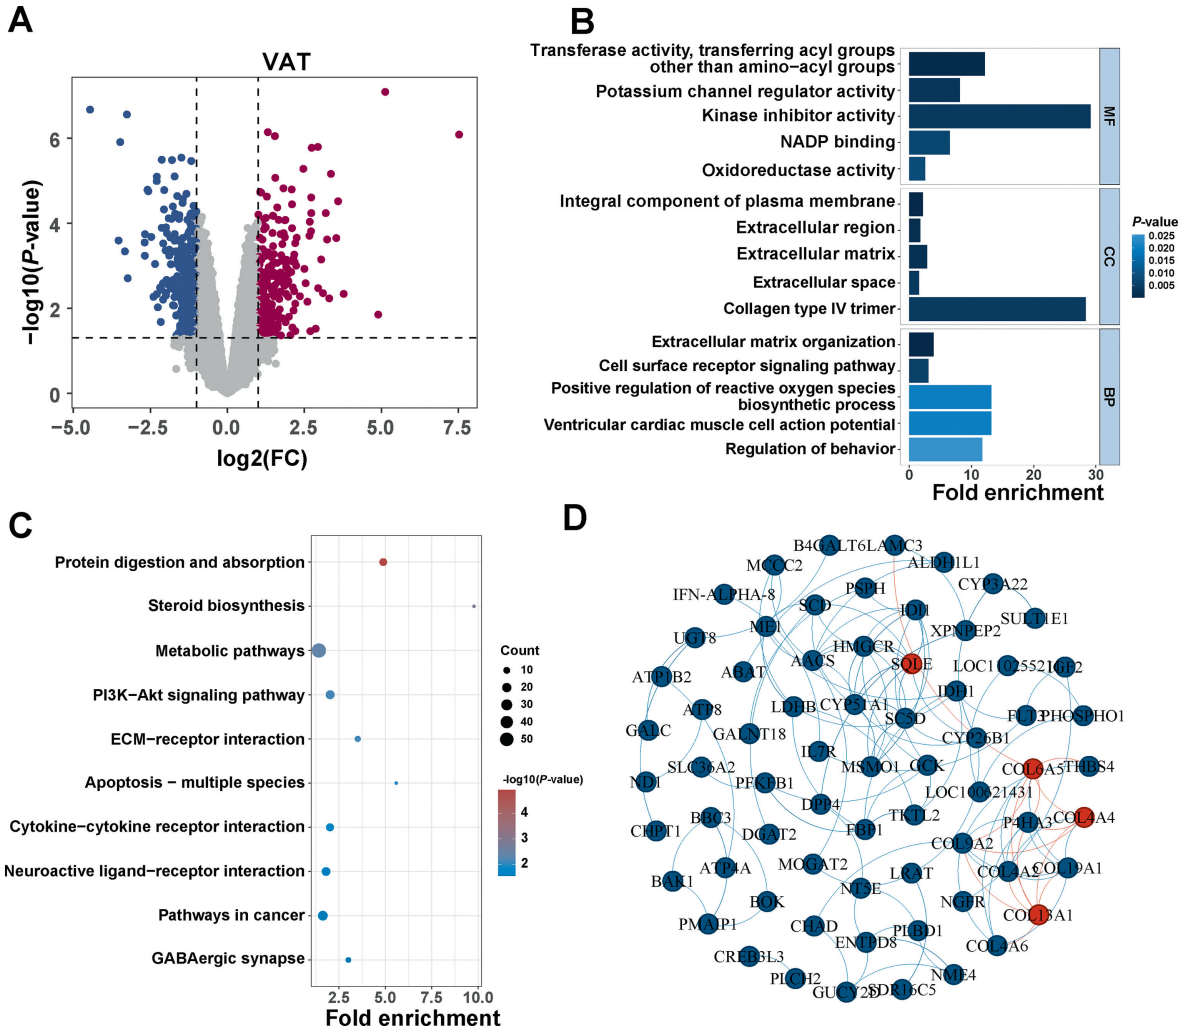 A
VAT
−log10(P-value)
6
4
2
0
−5.0
−2.5
0.0
2.5
5.0
7.5
log2(FC)
B
Transferase activity, transferring acyl groups
other than amino−acyl groups
Potassium channel regulator activity
Kinase inhibitor activity
NADP binding
Oxidoreductase activity
MF
Integral component of plasma membrane
Extracellular region
Extracellular matrix
Extracellular space
Collagen type IV trimer
CC
Extracellular matrix organization
Cell surface receptor signaling pathway
Positive regulation of reactive oxygen species
biosynthetic process
Ventricular cardiac muscle cell action potential
Regulation of behavior
BP
0
10
20
30
Fold enrichment
P-value
0.025
0.020
0.015
0.010
0.005
C
Protein digestion and absorption
Steroid biosynthesis
Metabolic pathways
PI3K−Akt signaling pathway
ECM−receptor interaction
Apoptosis − multiple species
Cytokine−cytokine receptor interaction
Neuroactive ligand−receptor interaction
Pathways in cancer
GABAergic synapse
2.5
5.0
7.5
10.0
Fold enrichment
Count
10
20
30
40
50
-log10(P-value)
4
3
2
D
B4GALT6
LAMC3
MCCC2
ALDH1L1
IFN-ALPHA-8
PSPH
CYP3A22
SCD
IDI1
SULT1E1
ME1
XPNPEP2
UGT8
HMGCR
AACS
SQLE
LOC110255214
IGF2
ATP1B2
ABAT
IDH1
LDHB
CYP51A1
ATP8
SC5D
FLT3
PHOSPHO1
GALC
GALNT18
CYP26B1
IL7R
SLC36A2
MSMO1
GCK
COL6A5
THBS4
ND1
PFKFB1
LOC100621431
DPP4
BBC3
TKTL2
COL4A4
CHPT1
DGAT2
FBP1
P4HA3
COL9A2
ATP4A
MOGAT2
LRAT
COL4A2
COL19A1
BAK1
NT5E
BOK
NGFR
COL13A1
PMAIP1
CHAD
PLBD1
ENTPD8
COL4A6
CREB3L3
PLCH2
NME4
GUCY2D
SDR16C5